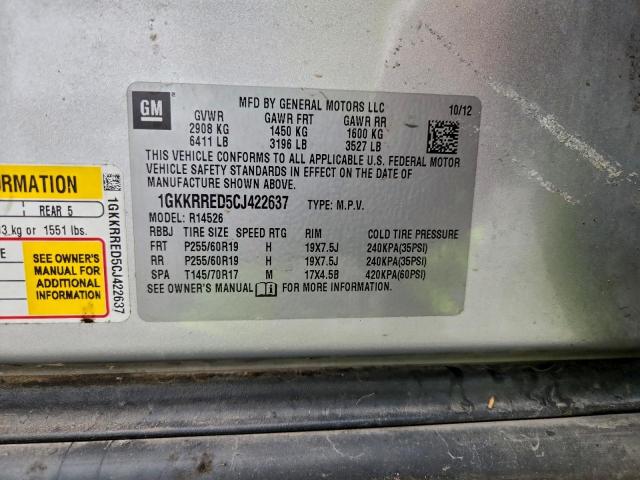 GM
MFD BY GENERAL MOTORS LLC
10/12
GVWR GAWR FRT GAWR RR
2908 KG 1450 KG 1600 KG
6411 LB 3196 LB 3527 LB
THIS VEHICLE CONFORMS TO ALL APPLICABLE U.S. FEDERAL MOTOR
VEHICLE SAFETY STANDARDS IN EFFECT ON THE DATE OF
MANUFACTURE SHOWN ABOVE.
1GKKRRED5CJ422637 TYPE: M.P.V.
MODEL: R14526
RBBJ TIRE SIZE SPEED RTG RIM COLD TIRE PRESSURE
FRT P255/60R19 H 19X7.5J 240KPA(35PSI)
RR P255/60R19 H 19X7.5J 240KPA(35PSI)
SPA T145/70R17 M 17X4.5B 420KPA(60PSI)
SEE OWNER'S MANUAL FOR MORE INFORMATION.
ORMATION
REAR 5
3 kg or 1551 lbs.
SEE OWNER'S
MANUAL FOR
ADDITIONAL
INFORMATION
1GKKRRED5CJ422637